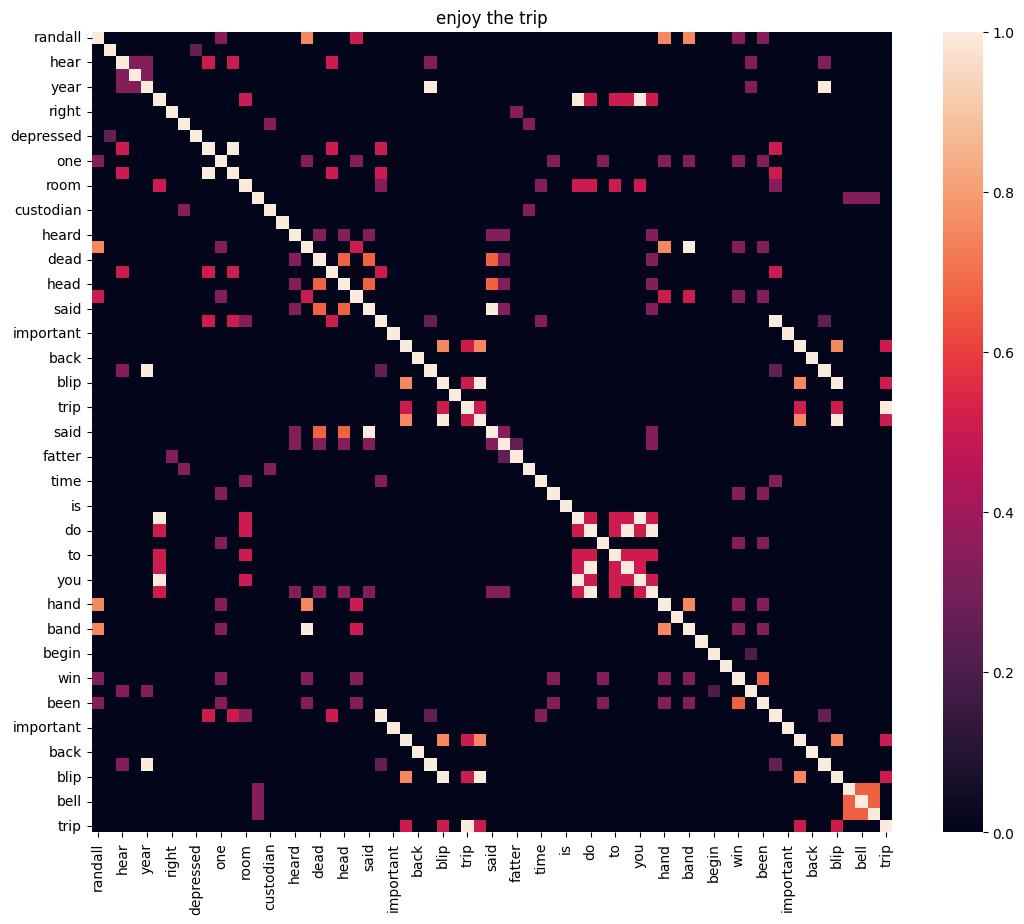 enjoy the trip
randall
hear
year
right
depressed
one
room
custodian
heard
dead
head
said
important
back
blip
trip
said
fatter
time
is
do
to
you
hand
band
begin
win
been
important
back
blip
bell
trip
1.0
0.8
0.6
0.4
0.2
0.0
randall
hear
year
right
depressed
one
room
custodian
heard
dead
head
said
important
back
blip
trip
said
fatter
time
is
do
to
you
hand
band
begin
win
been
important
back
blip
bell
trip